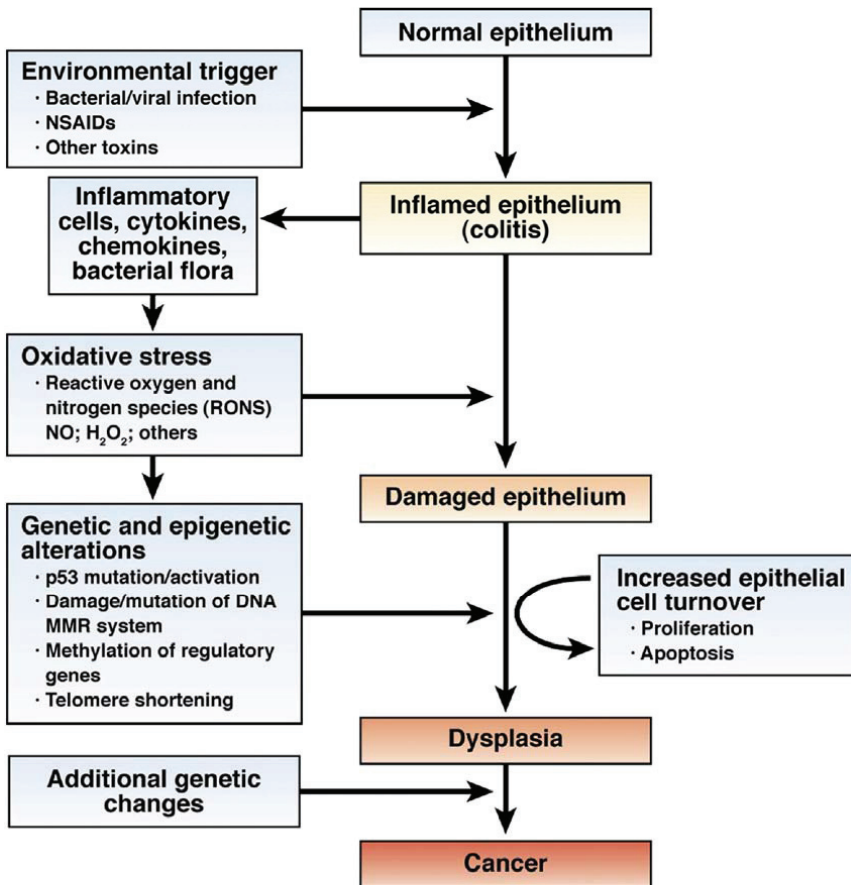 Normal epithelium
Environmental trigger
· Bacterial/viral infection
· NSAIDs
· Other toxins
Inflammatory
cells, cytokines,
chemokines,
bacterial flora
Inflamed epithelium
(colitis)
Oxidative stress
· Reactive oxygen and
nitrogen species (RONS)
NO; H₂O₂; others
Damaged epithelium
Genetic and epigenetic
alterations
· p53 mutation/activation
· Damage/mutation of DNA
MMR system
· Methylation of regulatory
genes
· Telomere shortening
Increased epithelial
cell turnover
· Proliferation
· Apoptosis
Dysplasia
Additional genetic
changes
Cancer